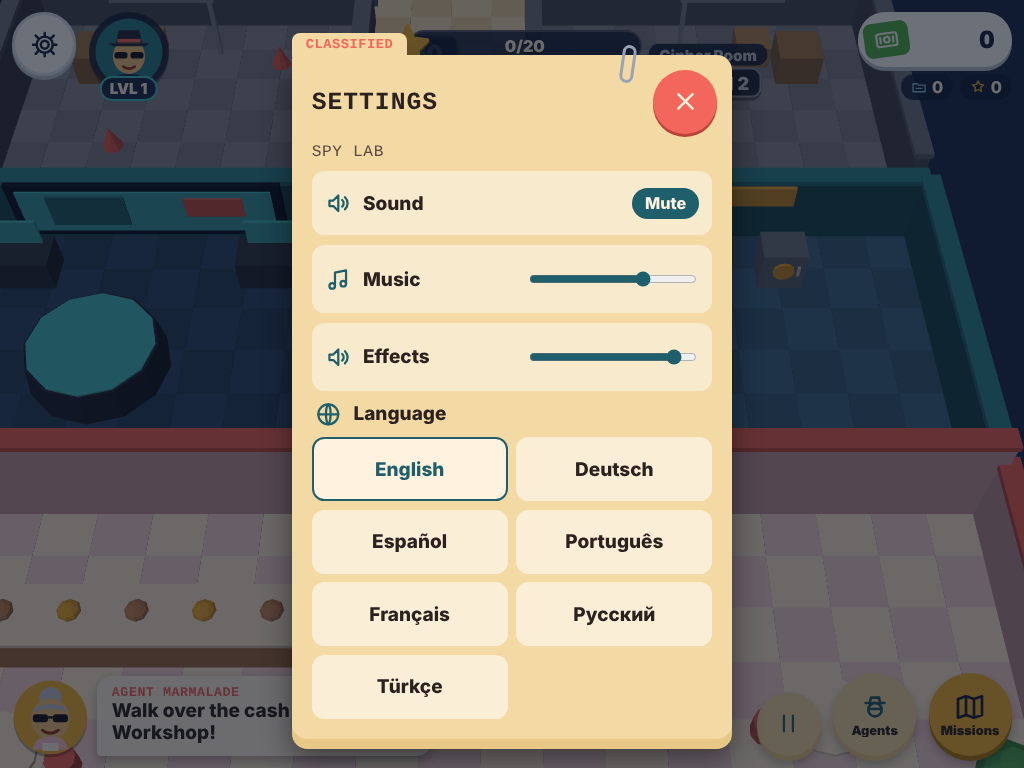 CLASSIFIED
0/20
0
LVL 1
0
0
SETTINGS
SPY LAB
Sound
Mute
Music
Effects
Language
English
Deutsch
Español
Português
Français
Русский
Türkçe
AGENT MARMALADE
Walk over the cash
Workshop!
Agents
Missions